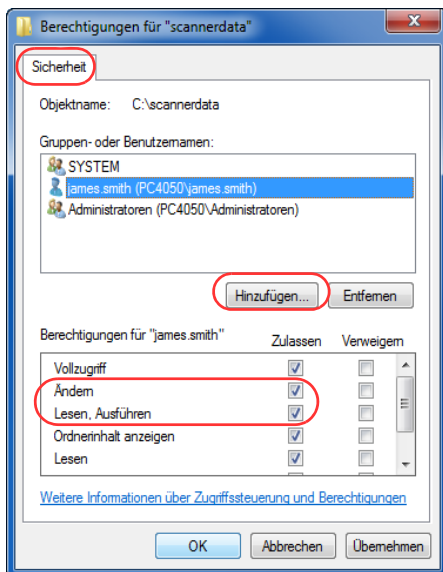 Berechtigungen für "scannerdata"
Sicherheit
Objektname: C:\scannerdata
Gruppen- oder Benutzernamen:
SYSTEM
james.smith (PC4050\james.smith)
Administratoren (PC4050\Administratoren)
Hinzufügen... Entfernen
Berechtigungen für "james.smith" Zulassen Verweigern
Vollzugriff
Ändern
Lesen, Ausführen
Ordnerinhalt anzeigen
Lesen
Weitere Informationen über Zugriffssteuerung und Berechtigungen
OK Abbrechen Übernehmen